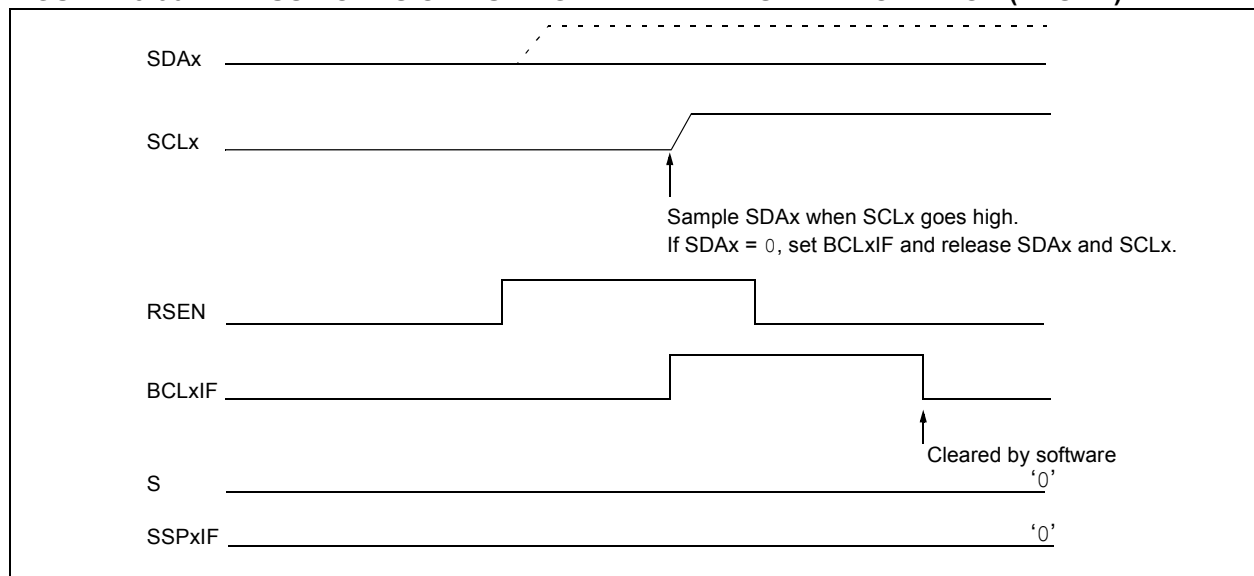 SDAx
SCLx
Sample SDAx when SCLx goes high.
If SDAx = 0, set BCLxIF and release SDAx and SCLx.
RSEN
BCLxIF
Cleared by software
S
‘0’
SSPxIF
‘0’